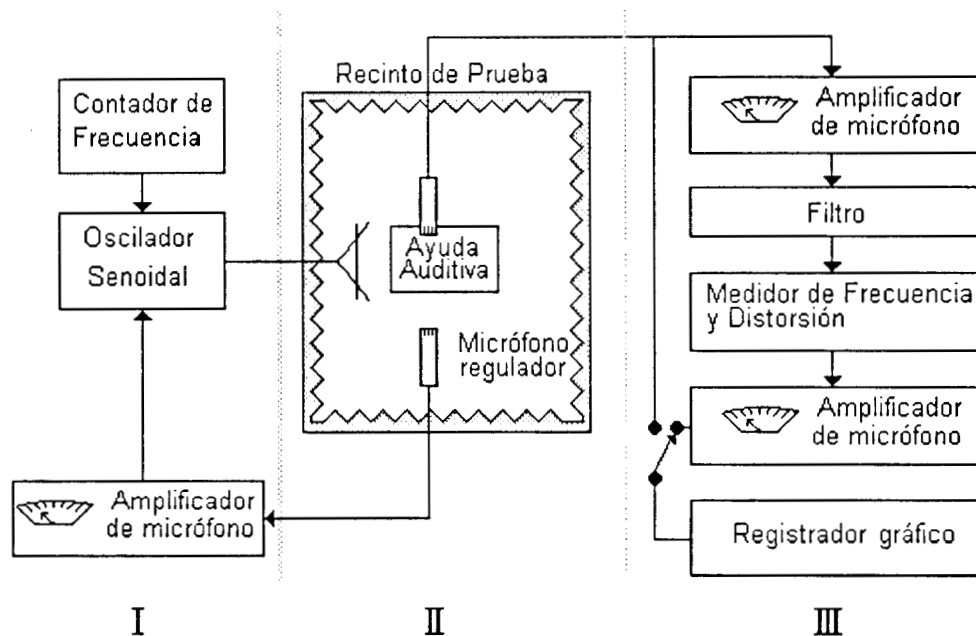 Contador de
Frecuencia
Oscilador
Senoidal
Amplificador
de micrófono
I
Recinto de Prueba
Ayuda
Auditiva
Micrófono
regulador
II
Amplificador
de micrófono
Filtro
Medidor de Frecuencia
y Distorsión
Amplificador
de micrófono
Registrador gráfico
III